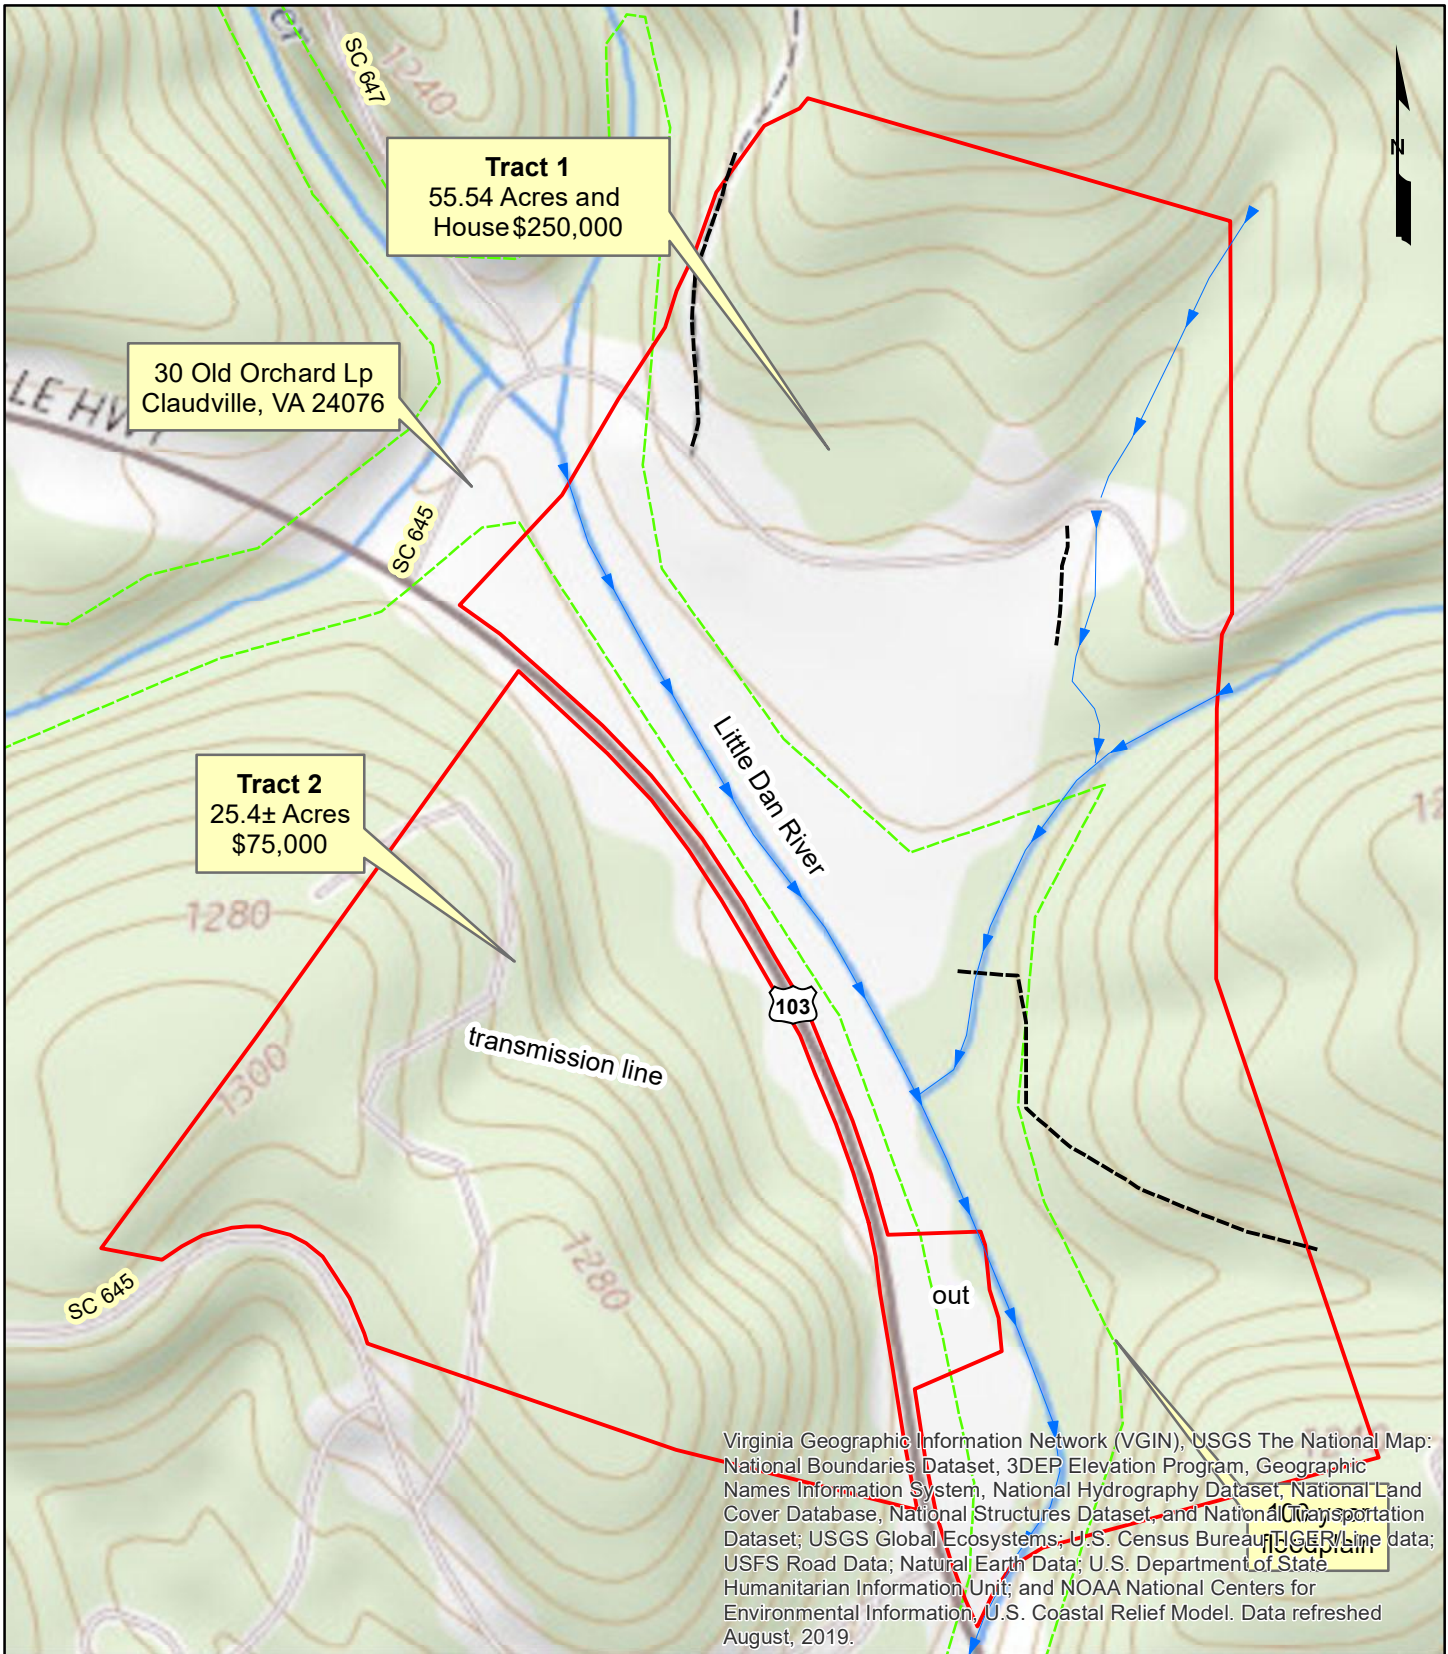 er
SC 647
1240
N
Tract 1
55.54 Acres and
House $250,000
30 Old Orchard Lp
Claudville, VA 24076
LE HWY
SC 645
Little Dan River
Tract 2
25.4± Acres
$75,000
1280
103
transmission line
1300
1280
SC 645
out
1240
100 year
floodplain
Virginia Geographic Information Network (VGIN), USGS The National Map:
National Boundaries Dataset, 3DEP Elevation Program, Geographic
Names Information System, National Hydrography Dataset, National Land
Cover Database, National Structures Dataset, and National Transportation
Dataset; USGS Global Ecosystems; U.S. Census Bureau TIGER/Line data;
USFS Road Data; Natural Earth Data; U.S. Department of State
Humanitarian Information Unit; and NOAA National Centers for
Environmental Information, U.S. Coastal Relief Model. Data refreshed
August, 2019.